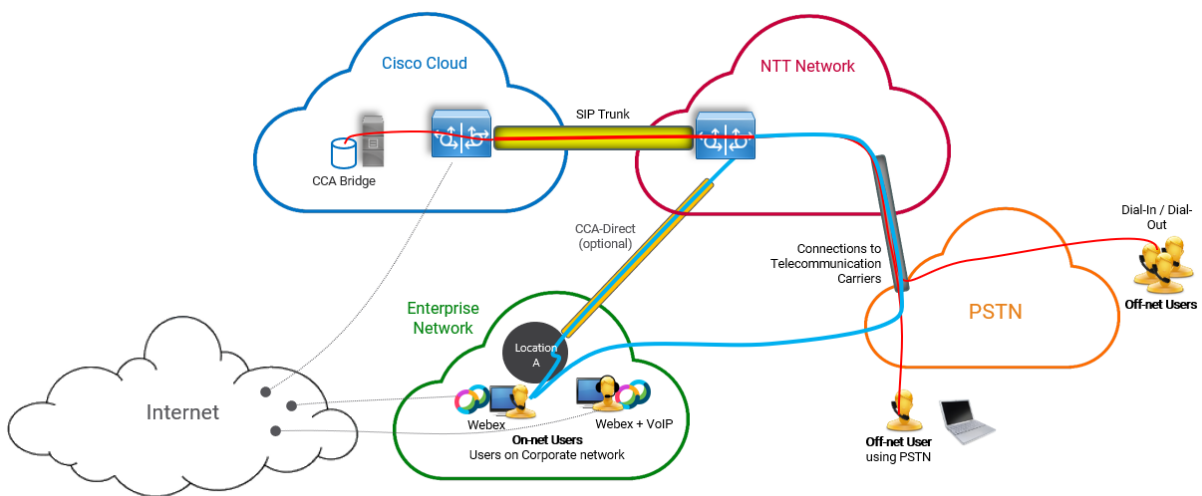 Cisco Cloud
NTT Network
SIP Trunk
CCA Bridge
CCA-Direct
(optional)
Connections to
Telecommunication
Carriers
Dial-In / Dial-
Out
Off-net Users
PSTN
Enterprise
Network
Location
A
Internet
Webex
Webex + VoIP
On-net Users
Users on Corporate network
Off-net User
using PSTN